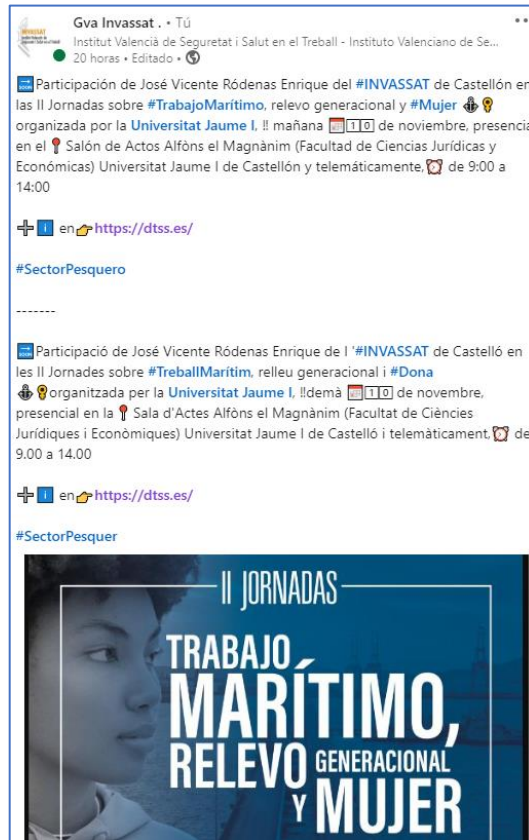 Gva Invassat . • Tú
Institut Valencià de Seguretat i Salut en el Treball - Instituto Valenciano de Se...
20 horas • Editado •
Participación de José Vicente Ródenas Enrique del #INVASSAT de Castellón en
las II Jornadas sobre #TrabajoMarítimo, relevo generacional y #Mujer
organizada por la Universitat Jaume I, ‼ mañana 📅1️⃣0️⃣ de noviembre, presencia
en el 📍 Salón de Actos Alfòns el Magnànim (Facultad de Ciencias Jurídicas y
Económicas) Universitat Jaume I de Castellón y telemáticamente,⏰ de 9:00 a
14:00
➕ℹ️ en👉https://dtss.es/
#SectorPesquero
-------
Participació de José Vicente Ródenas Enrique de l '#INVASSAT de Castelló en
les II Jornades sobre #TreballMarítim, relleu generacional i #Dona
organitzada per la Universitat Jaume I, ‼demà 📅1️⃣0️⃣ de novembre,
presencial en la 📍 Sala d'Actes Alfòns el Magnànim (Facultat de Ciències
Jurídiques i Econòmiques) Universitat Jaume I de Castelló i telemàticament,⏰ de
9.00 a 14.00
➕ℹ️ en👉https://dtss.es/
#SectorPesquer
II JORNADAS
TRABAJO
MARÍTIMO,
RELEVO GENERACIONAL
Y MUJER